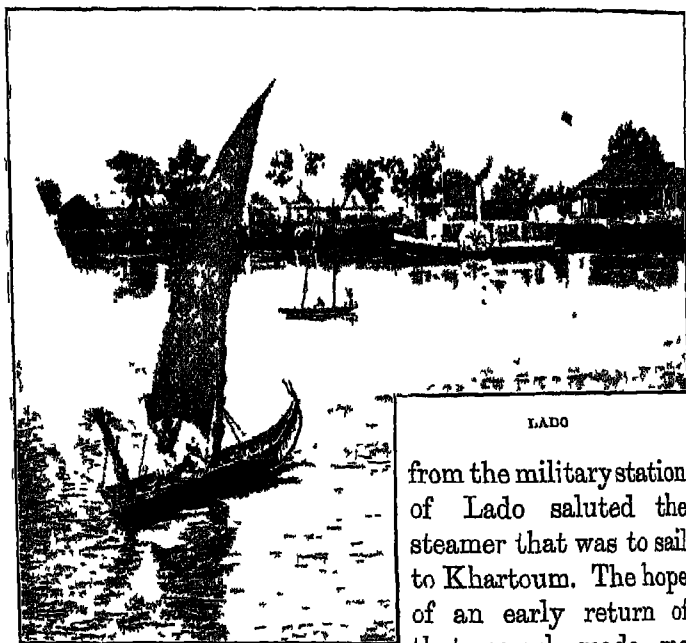 LADO
from the military station
of Lado saluted the
steamer that was to sail
to Khartoum. The hope
of an early return of